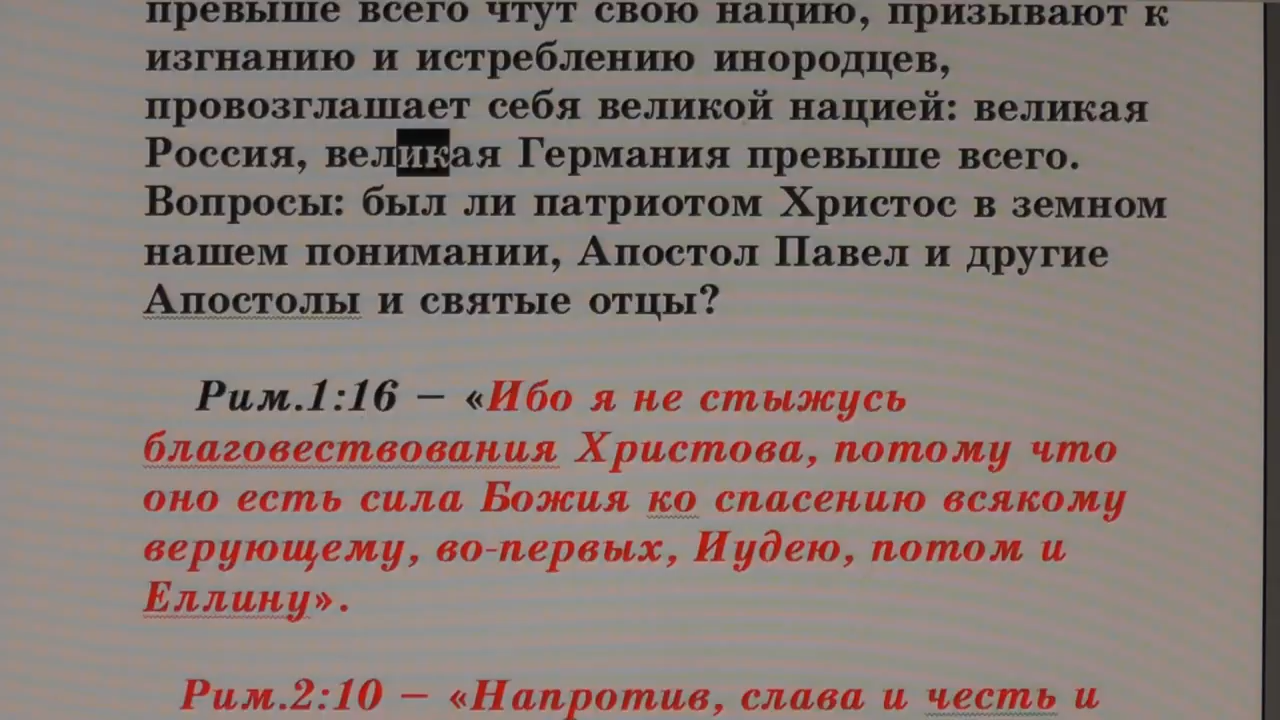 превыше всего чтут свою нацию, призывают к
изгнанию и истреблению инородцев,
провозглашает себя великой нацией: великая
Россия, великая Германия превыше всего.
Вопросы: был ли патриотом Христос в земном
нашем понимании, Апостол Павел и другие
Апостолы и святые отцы?
Рим.1:16 – «Ибо я не стыжусь
благовествования Христова, потому что
оно есть сила Божия ко спасению всякому
верующему, во-первых, Иудею, потом и
Еллину».
Рим.2:10 – «Напротив, слава и честь и